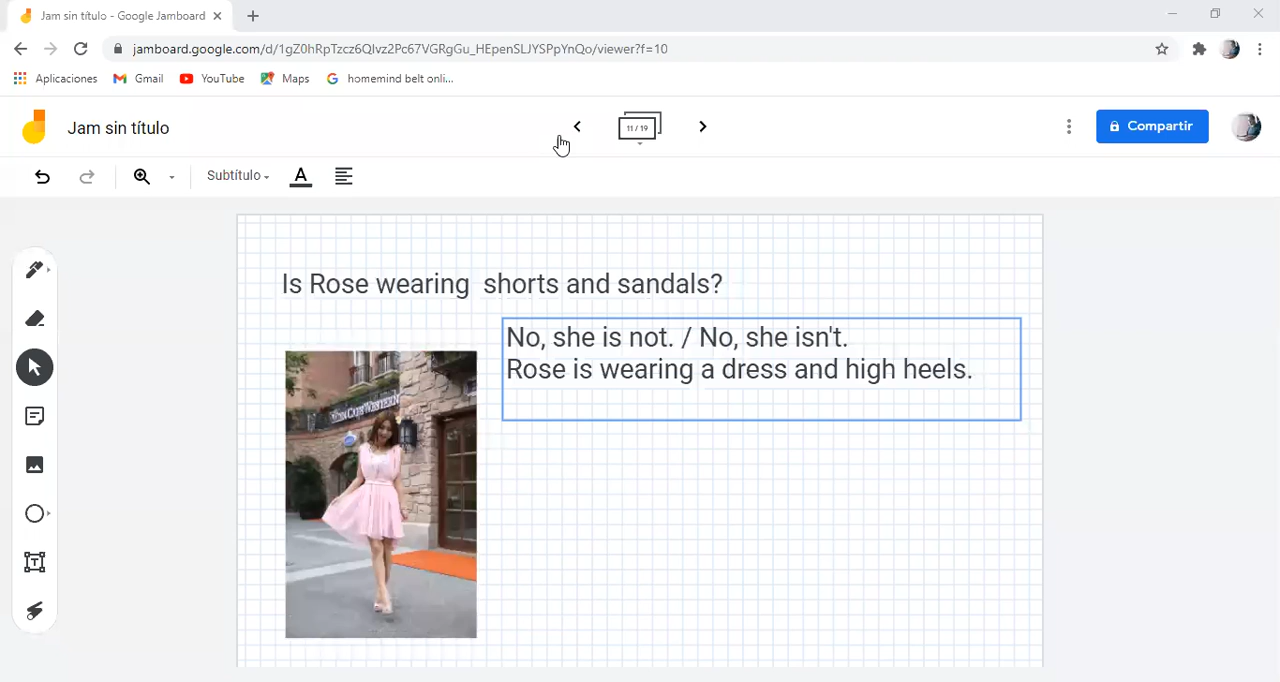 Jam sin título - Google Jamboard
jamboard.google.com/d/1gZ0hRpTzcz6QIvz2Pc67VGRgGu_HEpenSLJYSPpYnQo/viewer?f=10
Aplicaciones Gmail YouTube Maps homemind belt onli...
Jam sin título
11 / 19
Compartir
Subtítulo
Is Rose wearing shorts and sandals?
No, she is not. / No, she isn't.
Rose is wearing a dress and high heels.